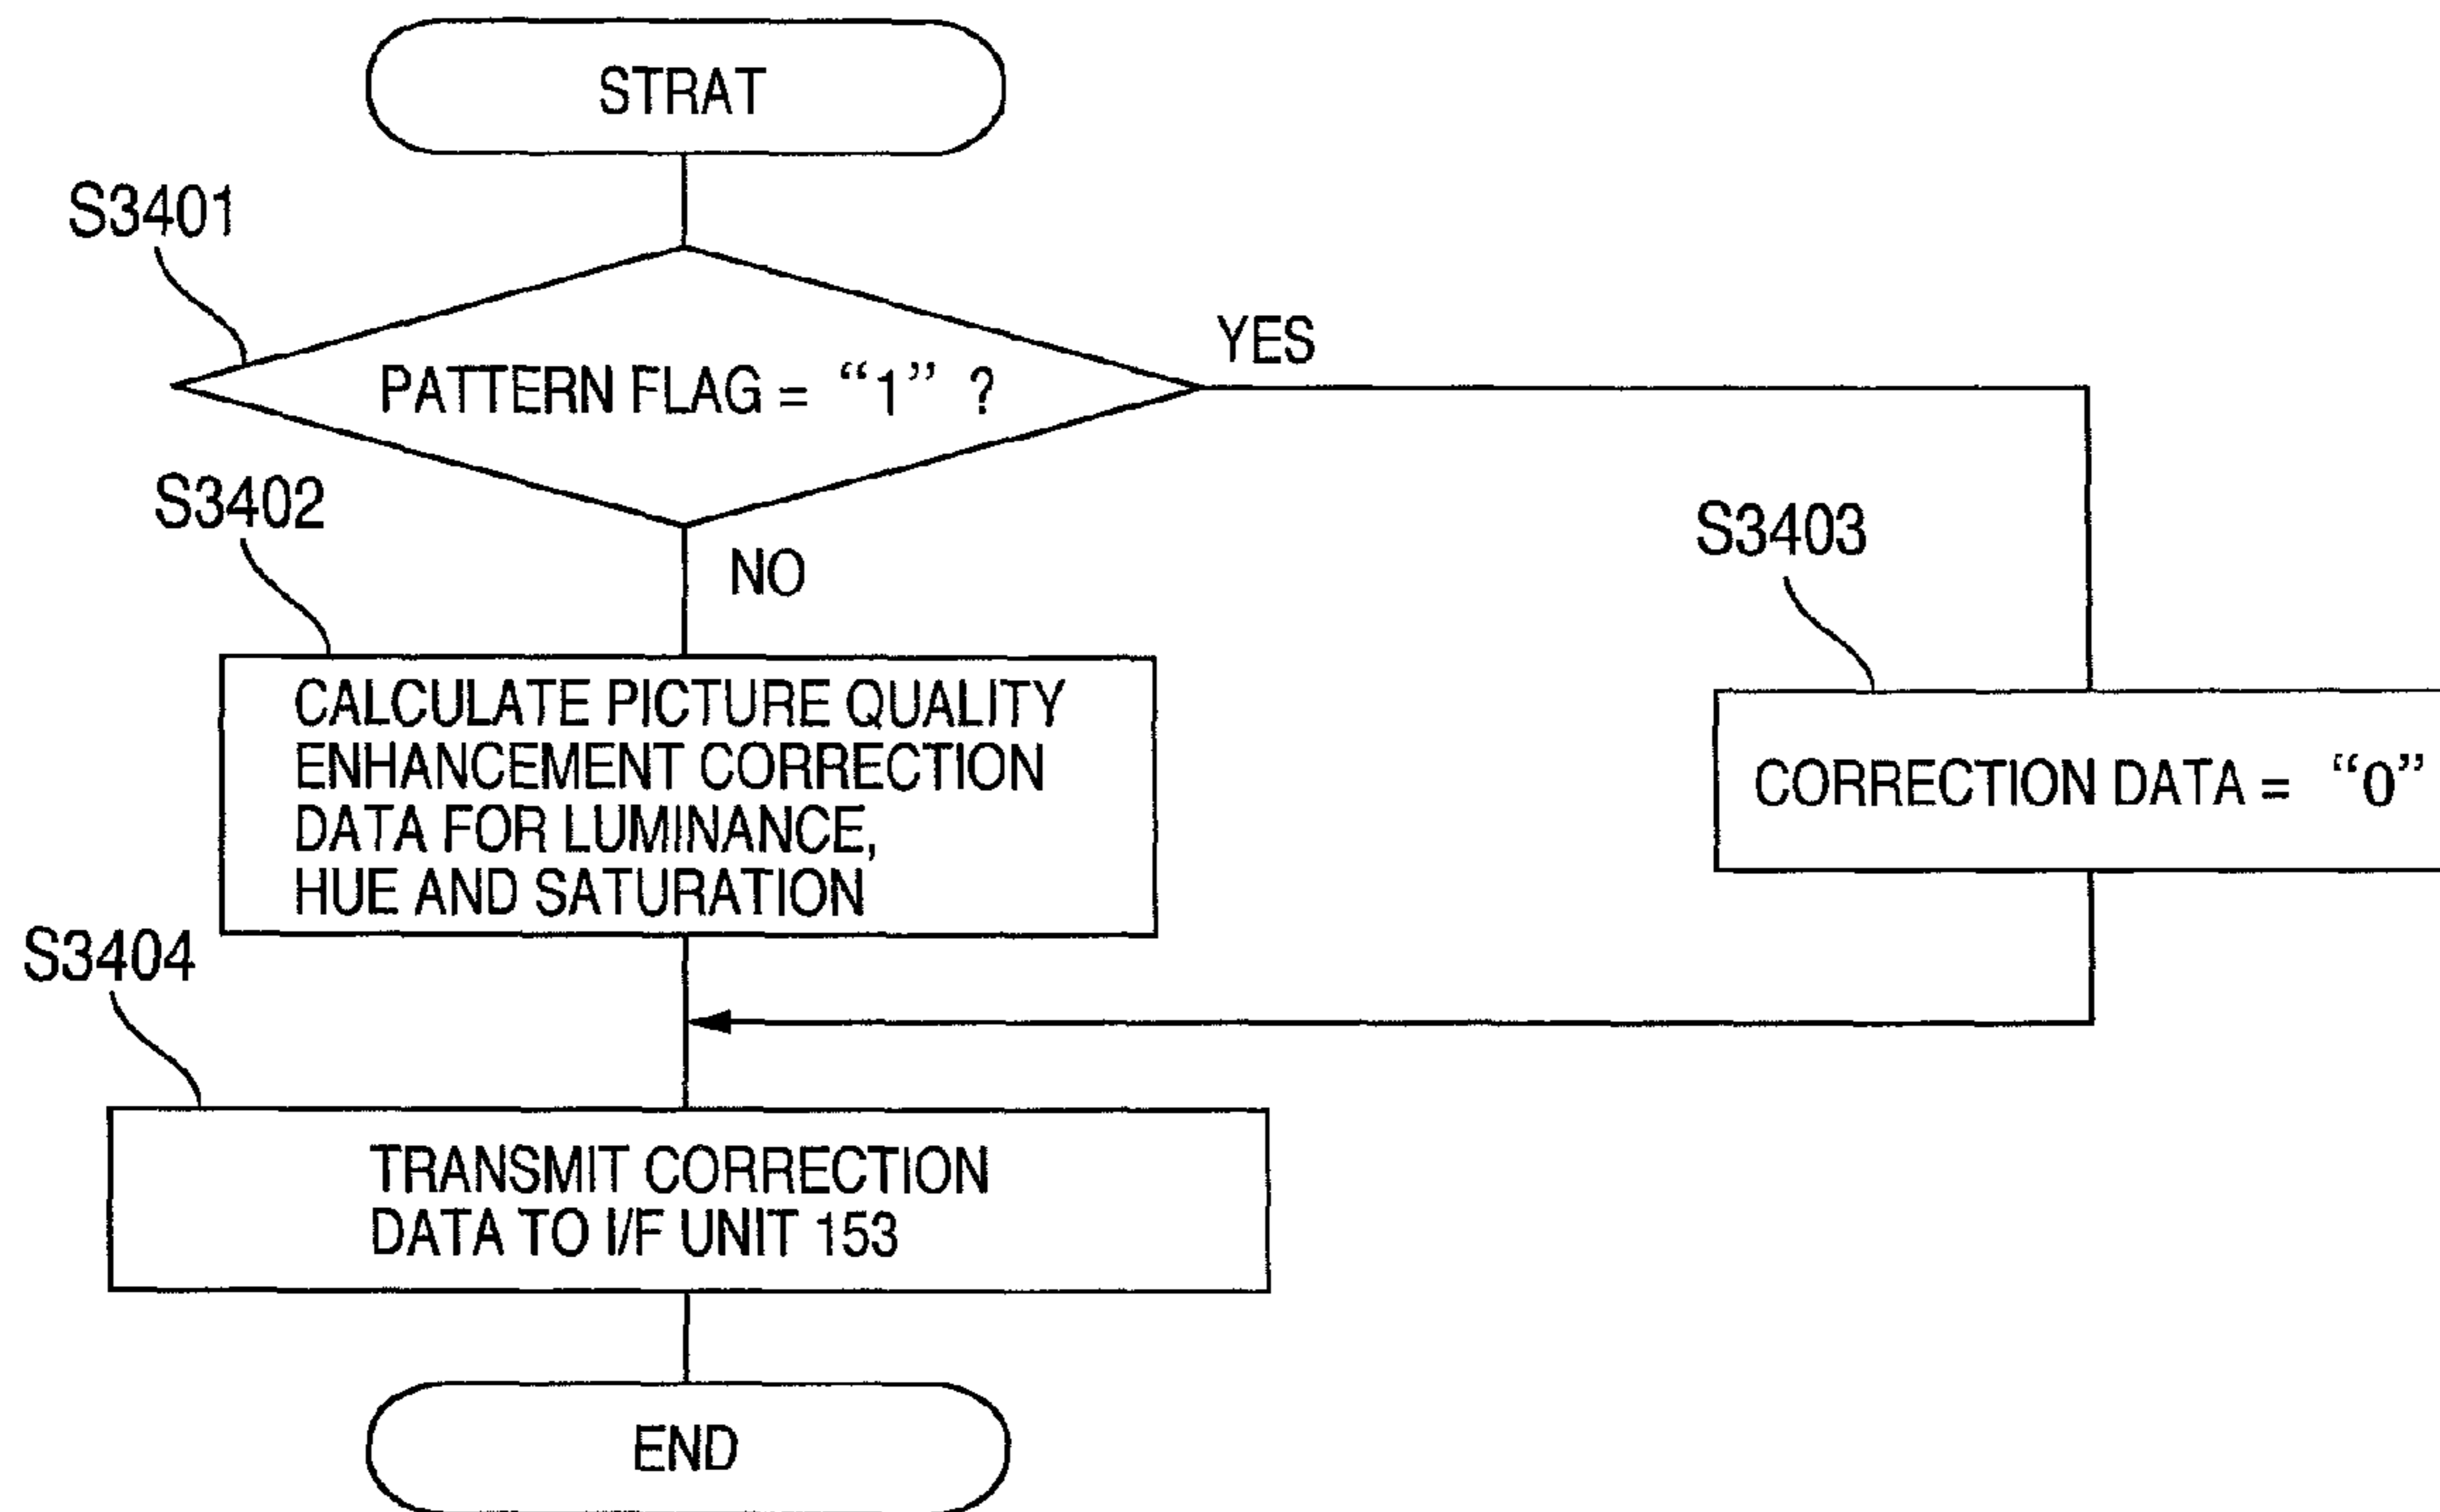 STRAT
S3401
PATTERN FLAG = “1” ?
YES
NO
S3402
CALCULATE PICTURE QUALITY
ENHANCEMENT CORRECTION
DATA FOR LUMINANCE,
HUE AND SATURATION
S3403
CORRECTION DATA = “0”
S3404
TRANSMIT CORRECTION
DATA TO I/F UNIT 153
END